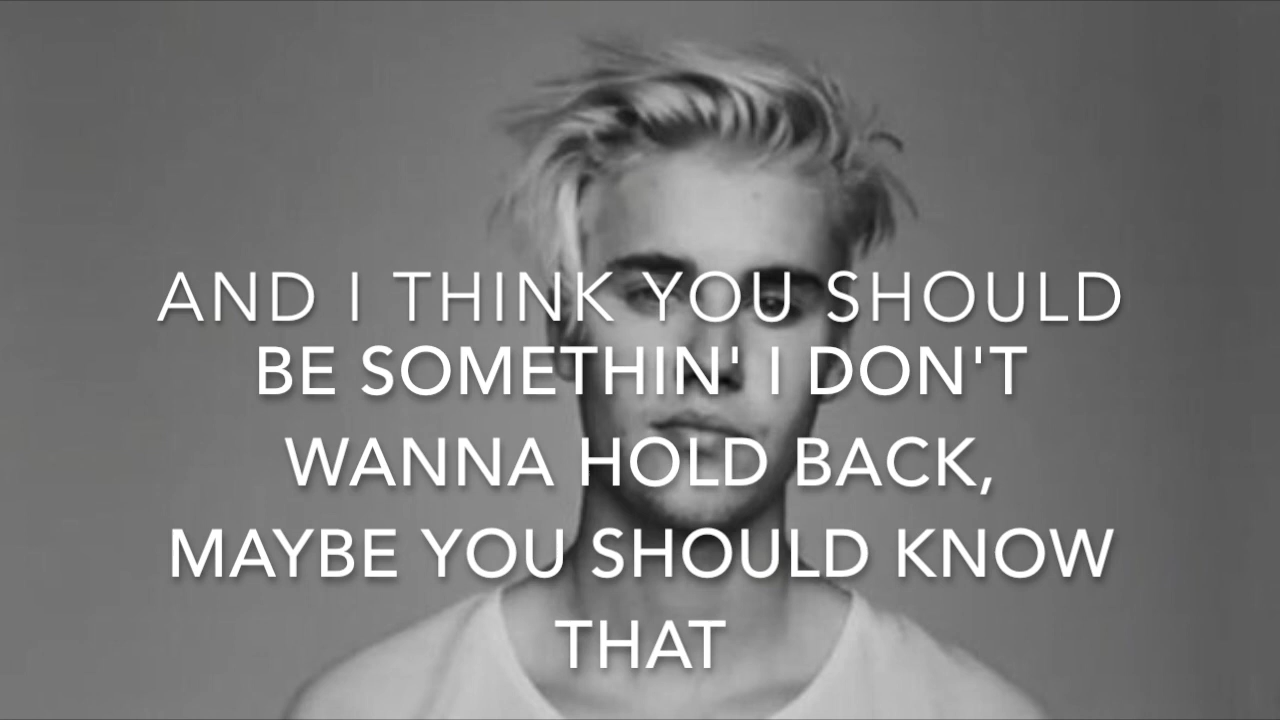 AND I THINK YOU SHOULD
BE SOMETHIN' I DON'T
WANNA HOLD BACK,
MAYBE YOU SHOULD KNOW
THAT